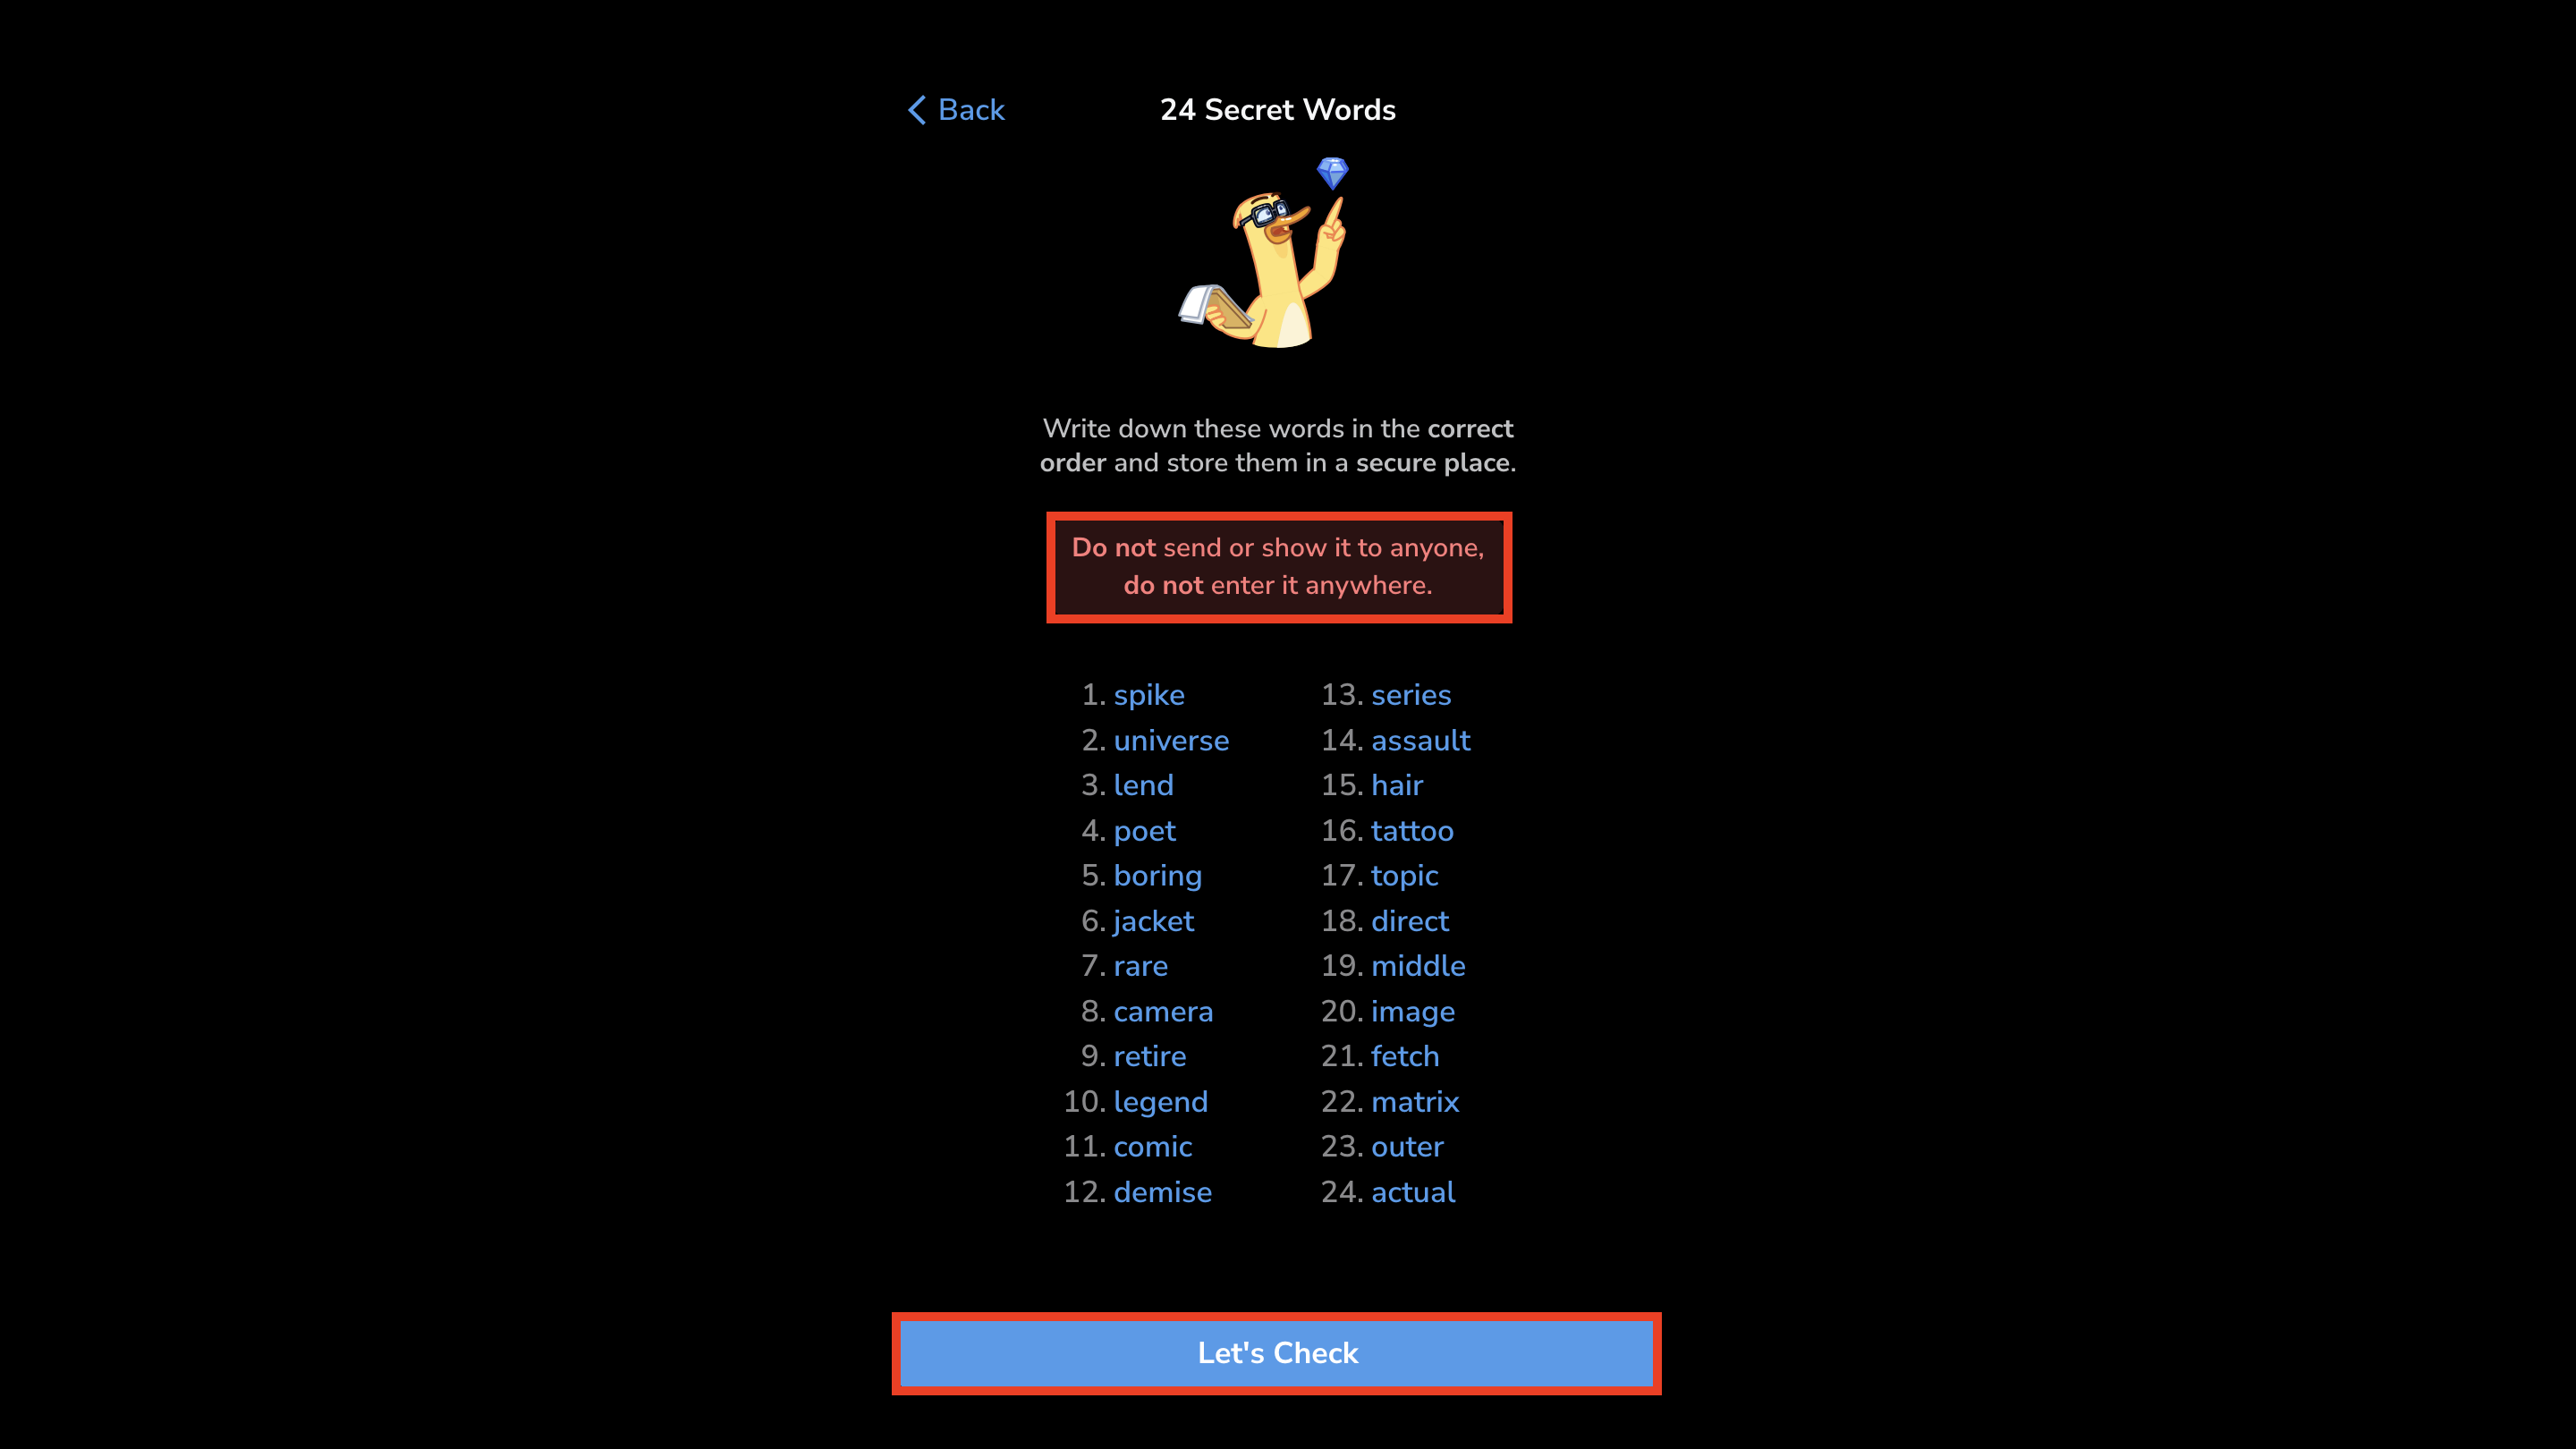 Back
24 Secret Words
Write down these words in the correct
order and store them in a secure place.
Do not send or show it to anyone,
do not enter it anywhere.
1. spike
2. universe
3. lend
4. poet
5. boring
6. jacket
7. rare
8. camera
9. retire
10. legend
11. comic
12. demise
13. series
14. assault
15. hair
16. tattoo
17. topic
18. direct
19. middle
20. image
21. fetch
22. matrix
23. outer
24. actual
Let's Check